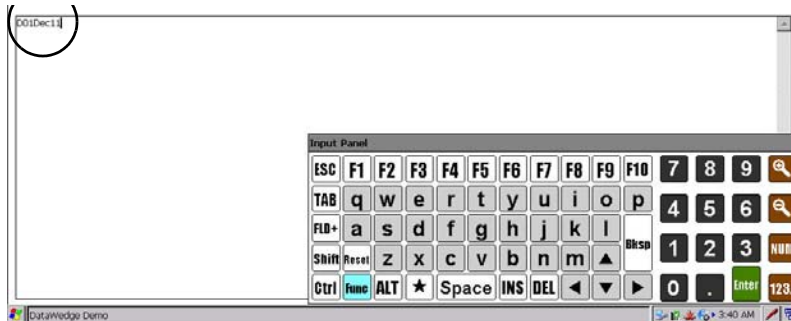 D01Dec11
Input Panel
ESC F1 F2 F3 F4 F5 F6 F7 F8 F9 F10 7 8 9
TAB q w e r t y u i o p 4 5 6
FLD+ a s d f g h j k l Bksp 1 2 3 NUM
Shift Reset z x c v b n m
Ctrl Func ALT ★ Space INS DEL 0 . Enter 123.
DataWedge Demo 3:40 AM